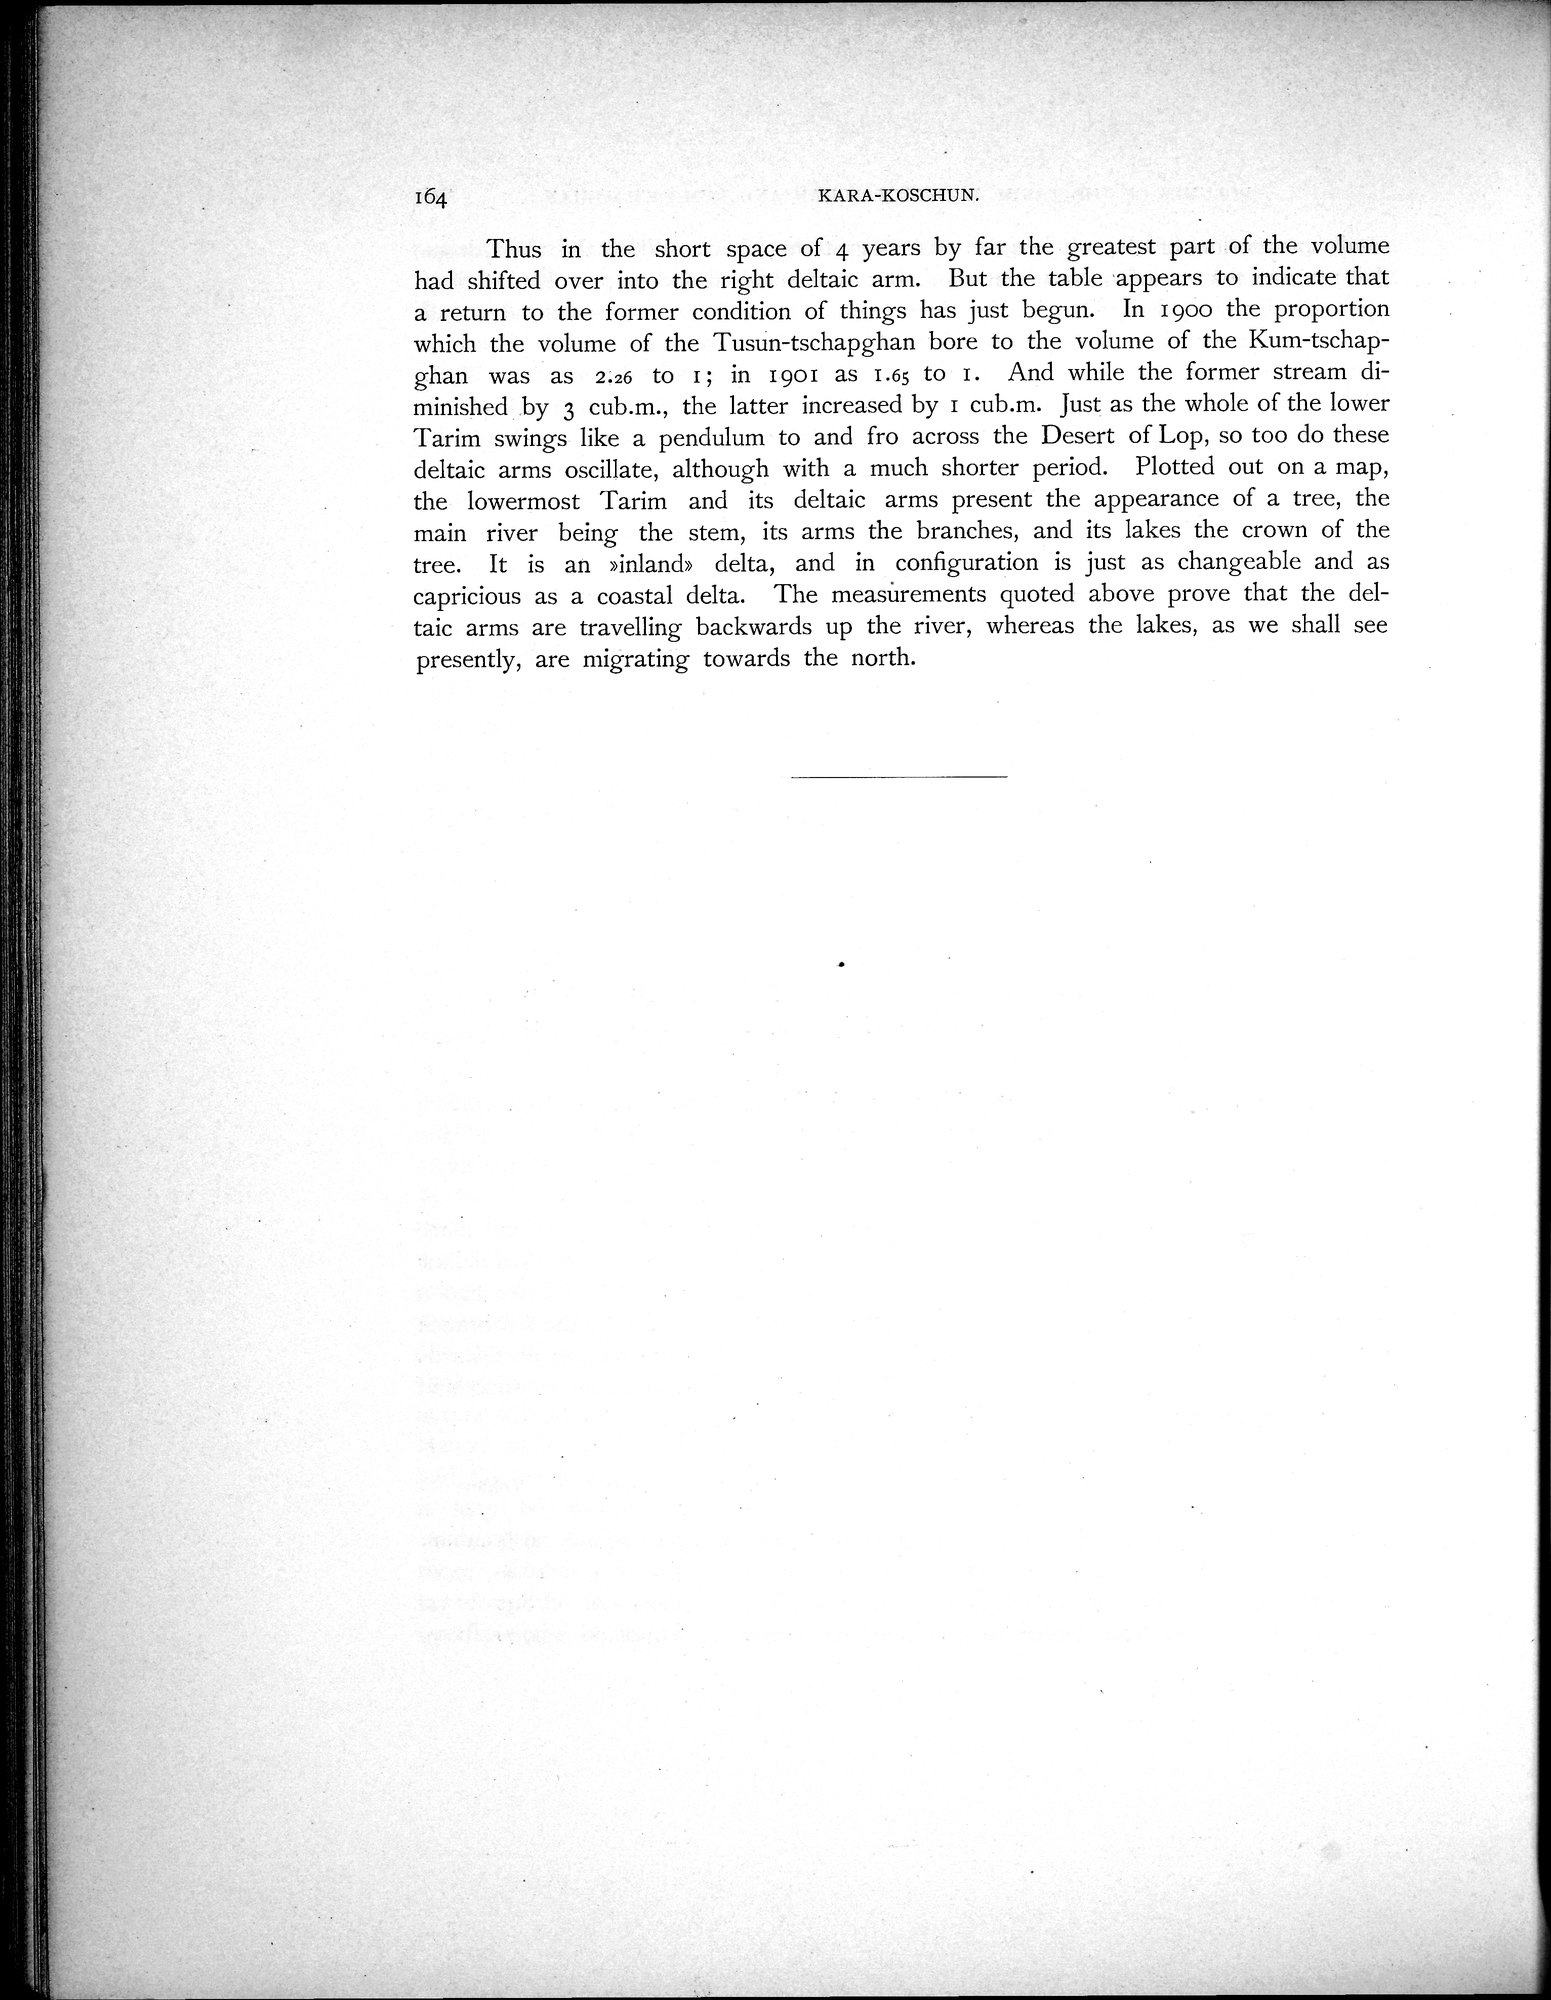 164 KARA-KOSCHUN.
Thus in the short space of 4 years by far the greatest part of the volume
had shifted over into the right deltaic arm. But the table appears to indicate that
a return to the former condition of things has just begun. In 1900 the proportion
which the volume of the Tusun-tschapghan bore to the volume of the Kum-tschap-
ghan was as 2.26 to 1; in 1901 as 1.65 to 1. And while the former stream di-
minished by 3 cub.m., the latter increased by 1 cub.m. Just as the whole of the lower
Tarim swings like a pendulum to and fro across the Desert of Lop, so too do these
deltaic arms oscillate, although with a much shorter period. Plotted out on a map,
the lowermost Tarim and its deltaic arms present the appearance of a tree, the
main river being the stem, its arms the branches, and its lakes the crown of the
tree. It is an »inland» delta, and in configuration is just as changeable and as
capricious as a coastal delta. The measurements quoted above prove that the del-
taic arms are travelling backwards up the river, whereas the lakes, as we shall see
presently, are migrating towards the north.